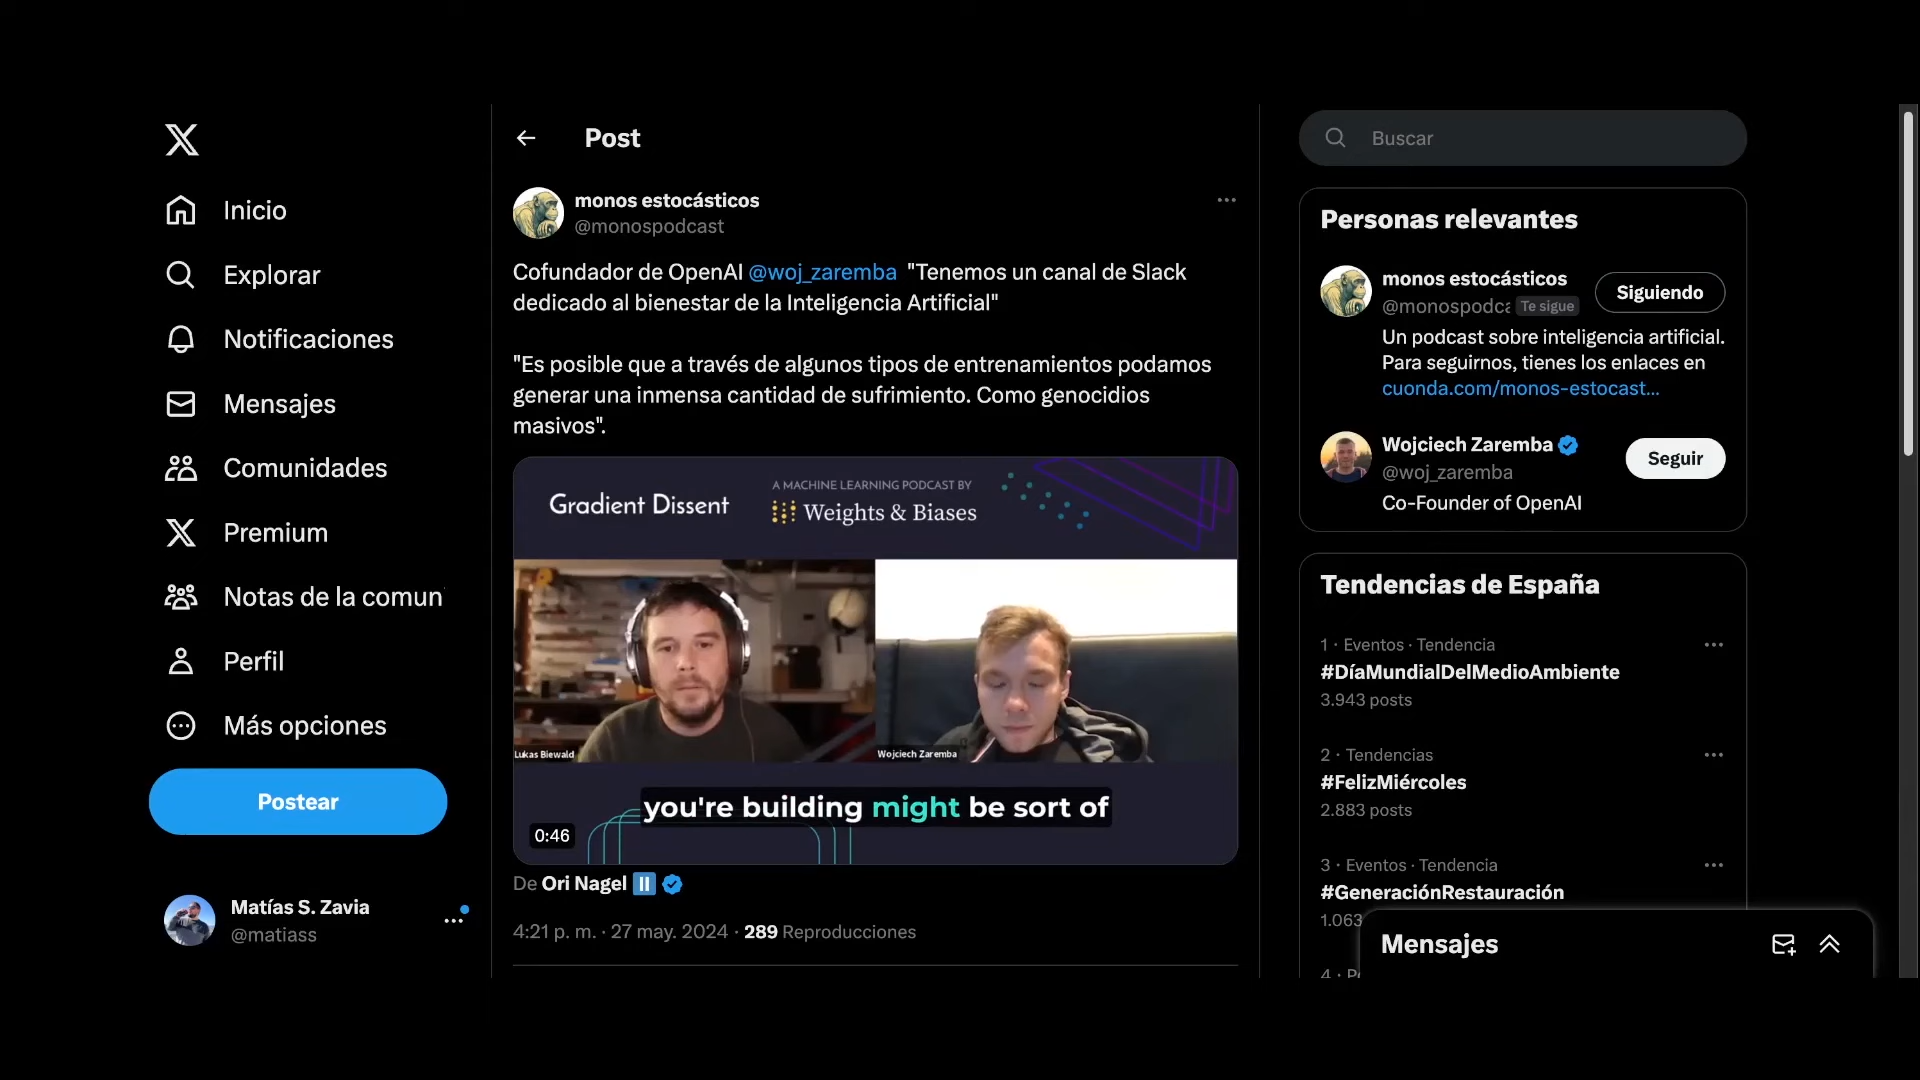 Inicio
Explorar
Notificaciones
Mensajes
Comunidades
Premium
Notas de la comun
Perfil
Más opciones
Postear
Matías S. Zavia
@matiass
Post
monos estocásticos
@monospodcast
Cofundador de OpenAI @woj_zaremba "Tenemos un canal de Slack
dedicado al bienestar de la Inteligencia Artificial"
"Es posible que a través de algunos tipos de entrenamientos podamos
generar una inmensa cantidad de sufrimiento. Como genocidios
masivos".
Gradient Dissent
A MACHINE LEARNING PODCAST BY
Weights & Biases
Lukas Biewald
Wojciech Zaremba
you're building might be sort of
0:46
De Ori Nagel
4:21 p. m. · 27 may. 2024 · 289 Reproducciones
Buscar
Personas relevantes
monos estocásticos
@monospodca Te sigue
Siguiendo
Un podcast sobre inteligencia artificial.
Para seguirnos, tienes los enlaces en
cuonda.com/monos-estocast...
Wojciech Zaremba
@woj_zaremba
Seguir
Co-Founder of OpenAI
Tendencias de España
1 · Eventos · Tendencia
#DíaMundialDelMedioAmbiente
3.943 posts
2 · Tendencias
#FelizMiércoles
2.883 posts
3 · Eventos · Tendencia
#GeneraciónRestauración
1.063
Mensajes